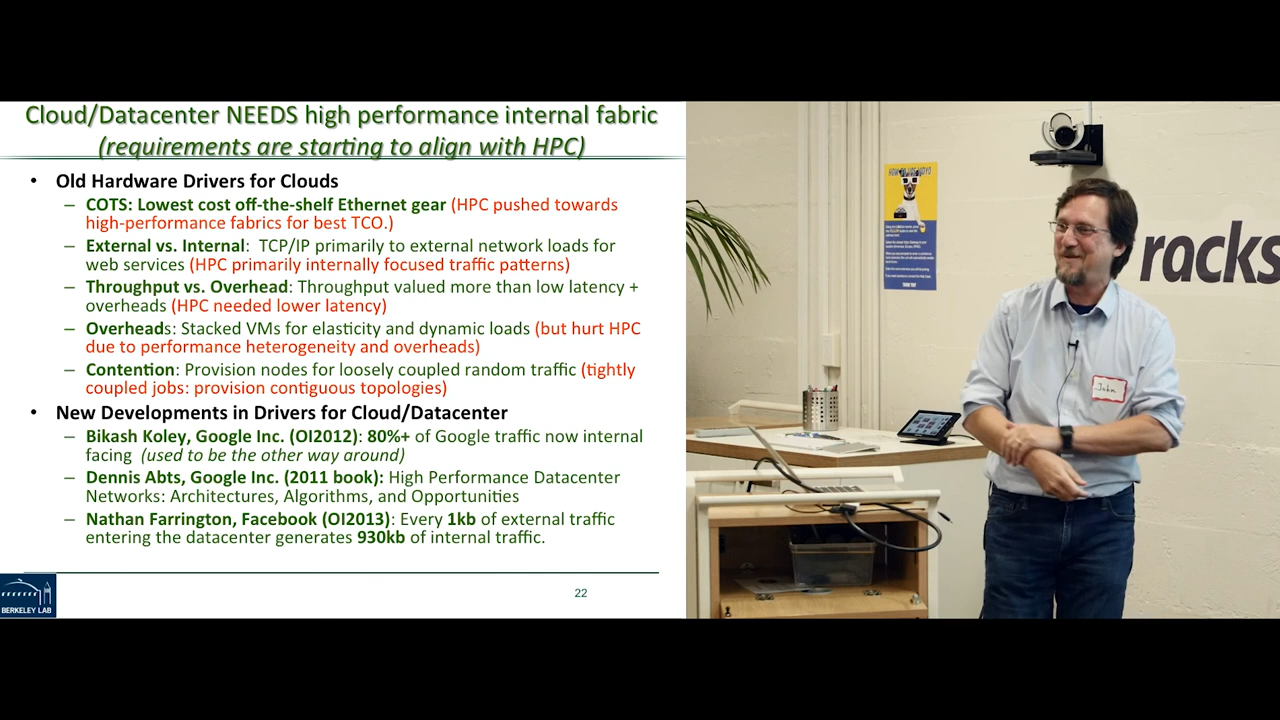 Cloud/Datacenter NEEDS high performance internal fabric
(requirements are starting to align with HPC)
• Old Hardware Drivers for Clouds
– COTS: Lowest cost off-the-shelf Ethernet gear (HPC pushed towards
high-performance fabrics for best TCO.)
– External vs. Internal: TCP/IP primarily to external network loads for
web services (HPC primarily internally focused traffic patterns)
– Throughput vs. Overhead: Throughput valued more than low latency +
overheads (HPC needed lower latency)
– Overheads: Stacked VMs for elasticity and dynamic loads (but hurt HPC
due to performance heterogeneity and overheads)
– Contention: Provision nodes for loosely coupled random traffic (tightly
coupled jobs: provision contiguous topologies)
• New Developments in Drivers for Cloud/Datacenter
– Bikash Koley, Google Inc. (OI2012): 80%+ of Google traffic now internal
facing (used to be the other way around)
– Dennis Abts, Google Inc. (2011 book): High Performance Datacenter
Networks: Architectures, Algorithms, and Opportunities
– Nathan Farrington, Facebook (OI2013): Every 1kb of external traffic
entering the datacenter generates 930kb of internal traffic.
BERKELEY LAB
22
racks
John